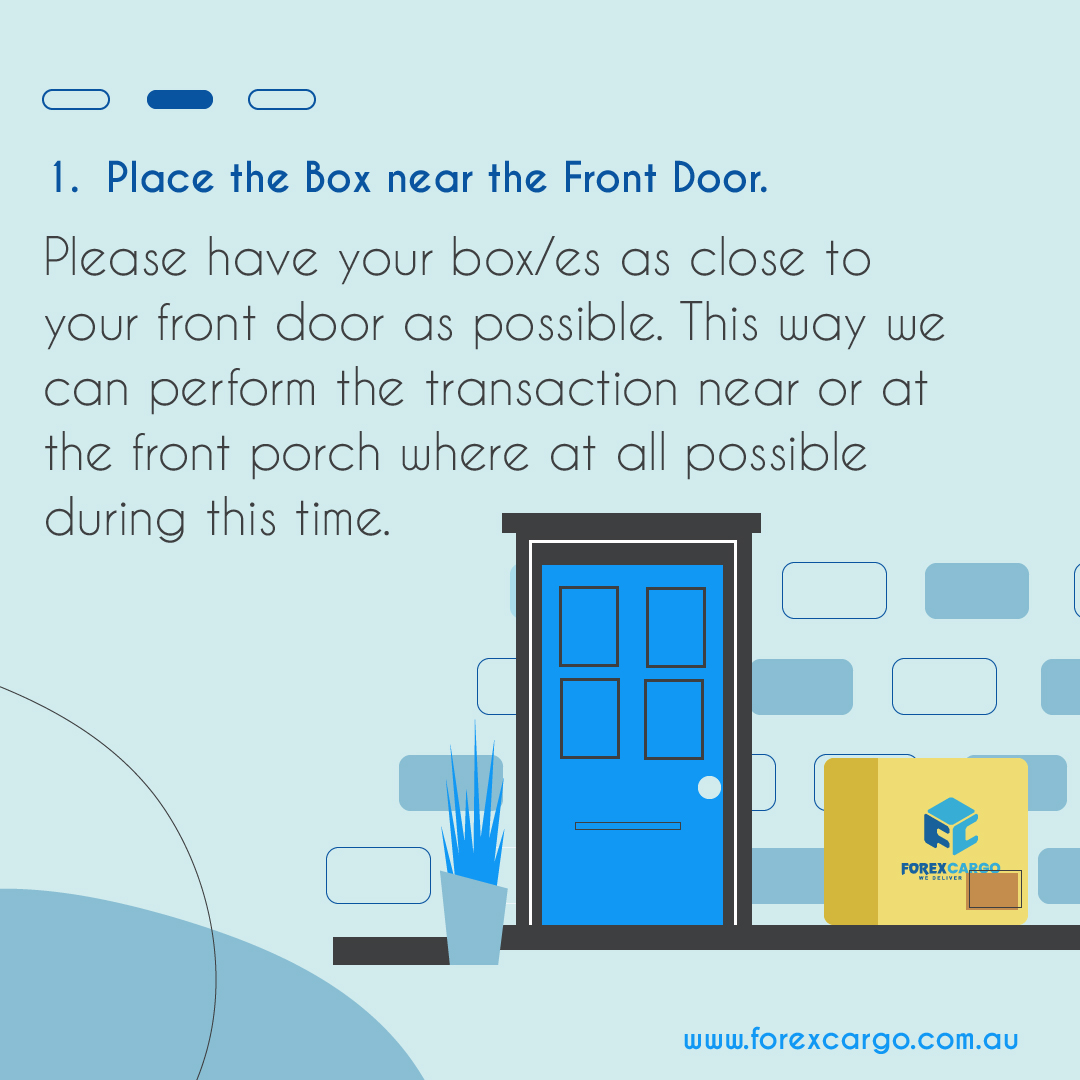 1. Place the Box near the Front Door.
Please have your box/es as close to
your front door as possible. This way we
can perform the transaction near or at
the front porch where at all possible
during this time.
FOREXCARGO
WE DELIVER
www.forexcargo.com.au